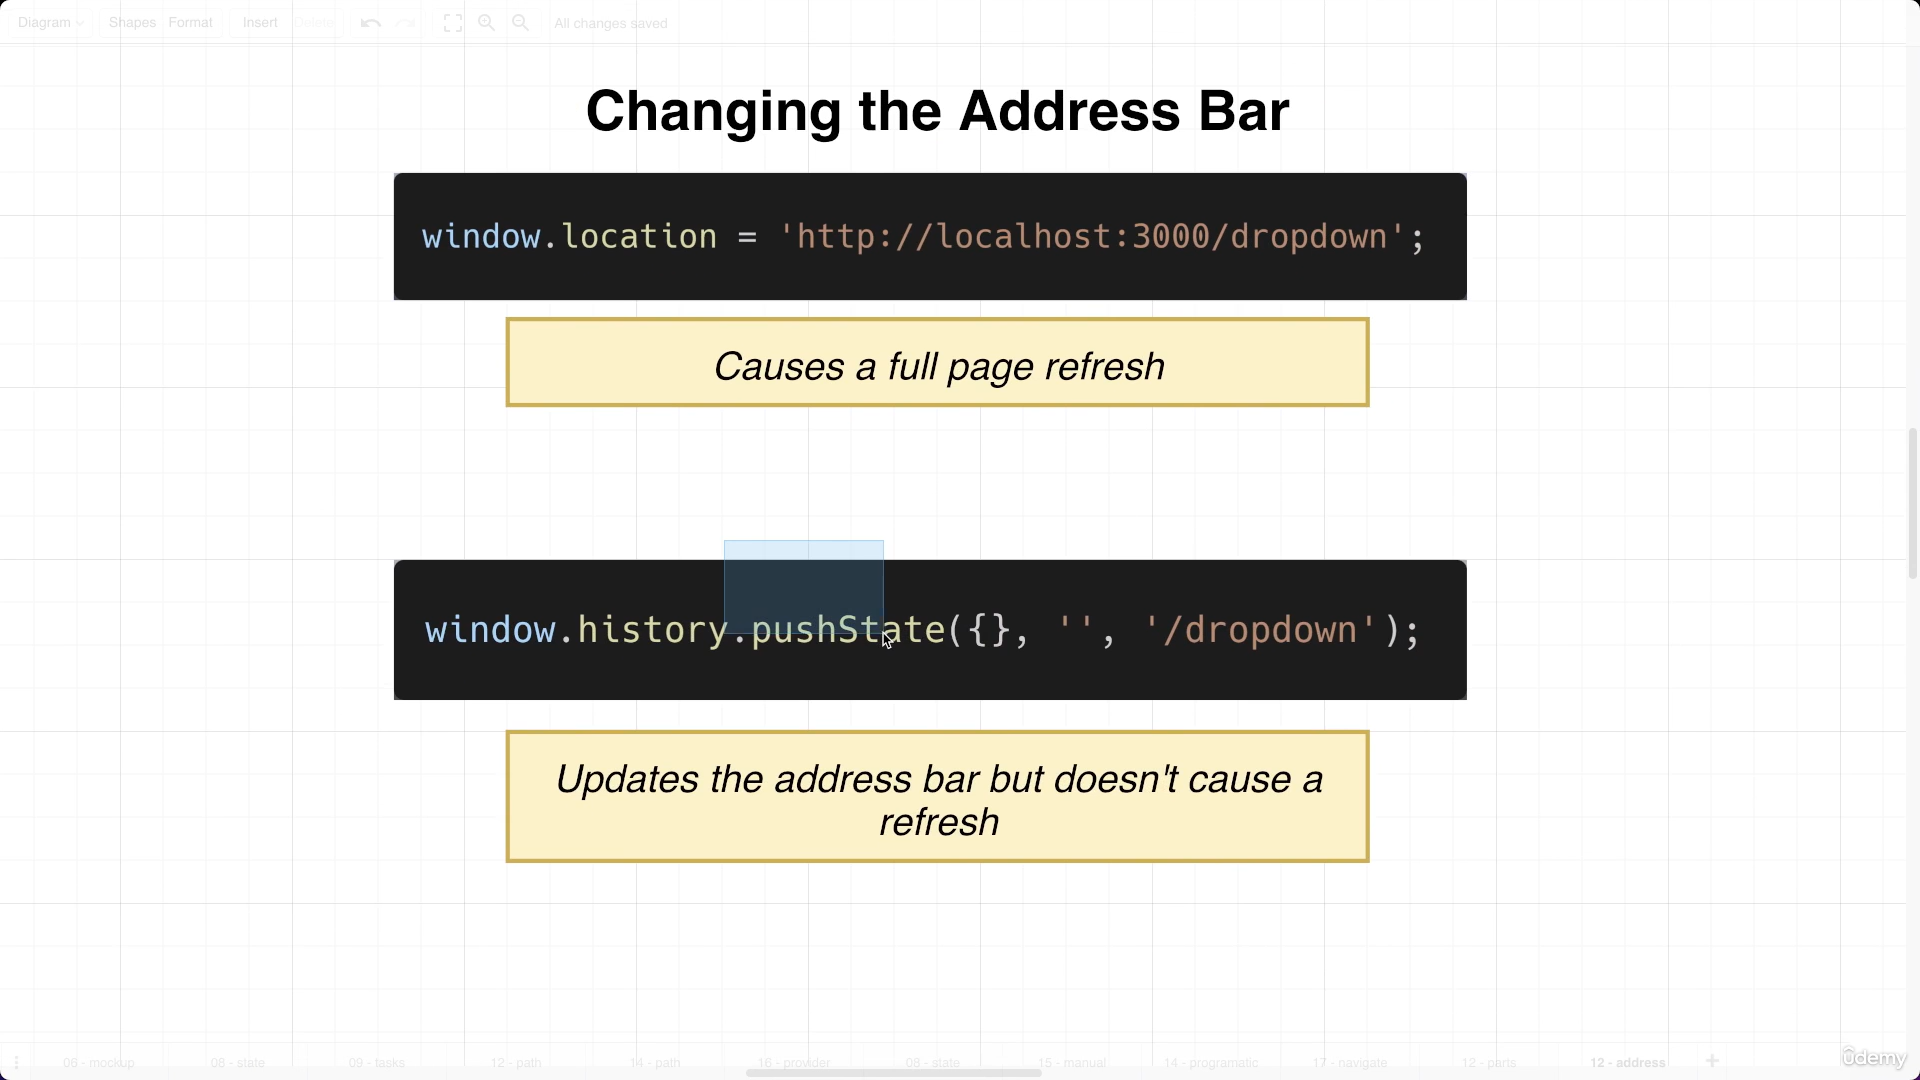 Diagram Shapes Format Insert Delete All changes saved
Changing the Address Bar
window.location = 'http://localhost:3000/dropdown';
Causes a full page refresh
window.history.pushState({}, '', '/dropdown');
Updates the address bar but doesn't cause a
refresh
06 - mockup 08 - state 09 - tasks 12 - path 14 - path 16 - provider 08 - state 15 - manual 14 - programatic 17 - navigate 12 - parts 12 - address
ûdemy